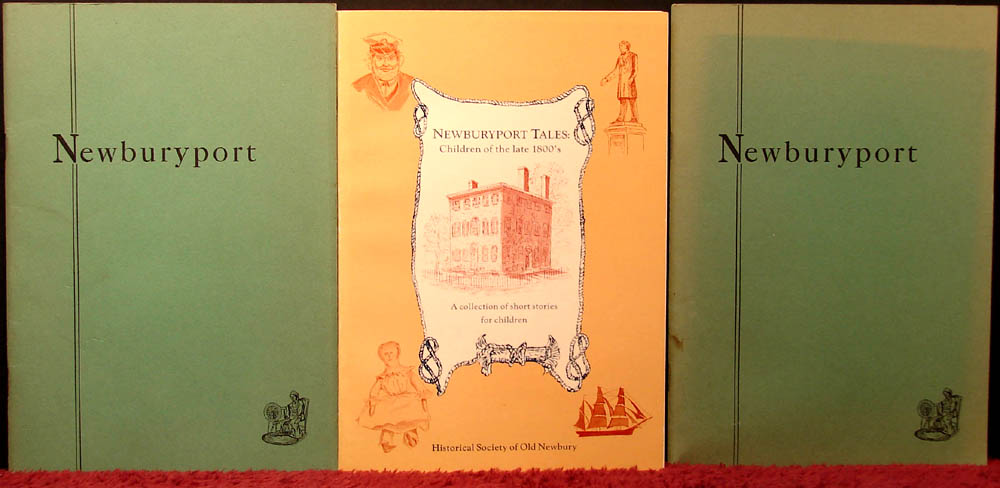 Newburyport
NEWBURYPORT TALES:
Children of the late 1800's
A collection of short stories
for children
Historical Society of Old Newbury
Newburyport